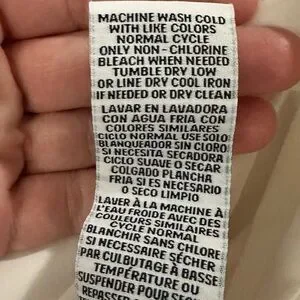 MACHINE WASH COLD
WITH LIKE COLORS
NORMAL CYCLE
ONLY NON - CHLORINE
BLEACH WHEN NEEDED
TUMBLE DRY LOW
OR LINE DRY COOL IRON
IF NEEDED OR DRY CLEAN
LAVAR EN LAVADORA
CON AGUA FRIA CON
COLORES SIMILARES
CICLO NORMAL USE SOLO
BLANQUEADOR SIN CLORO
SI NECESITA SECADORA
CICLO SUAVE O SECAR
COLGADO PLANCHA
FRIA SI ES NECESARIO
O SECO LIMPIO
LAVER À LA MACHINE À
L'EAU FROIDE AVEC DES
COULEURS SIMILAIRES
CYCLE NORMAL
BLANCHIR SANS CHLORE
SI NECESSAIRE SÉCHER
PAR CULBUTAGE À BASSE
TEMPÉRATURE OU
SUSPENDER POUR
REPASSER